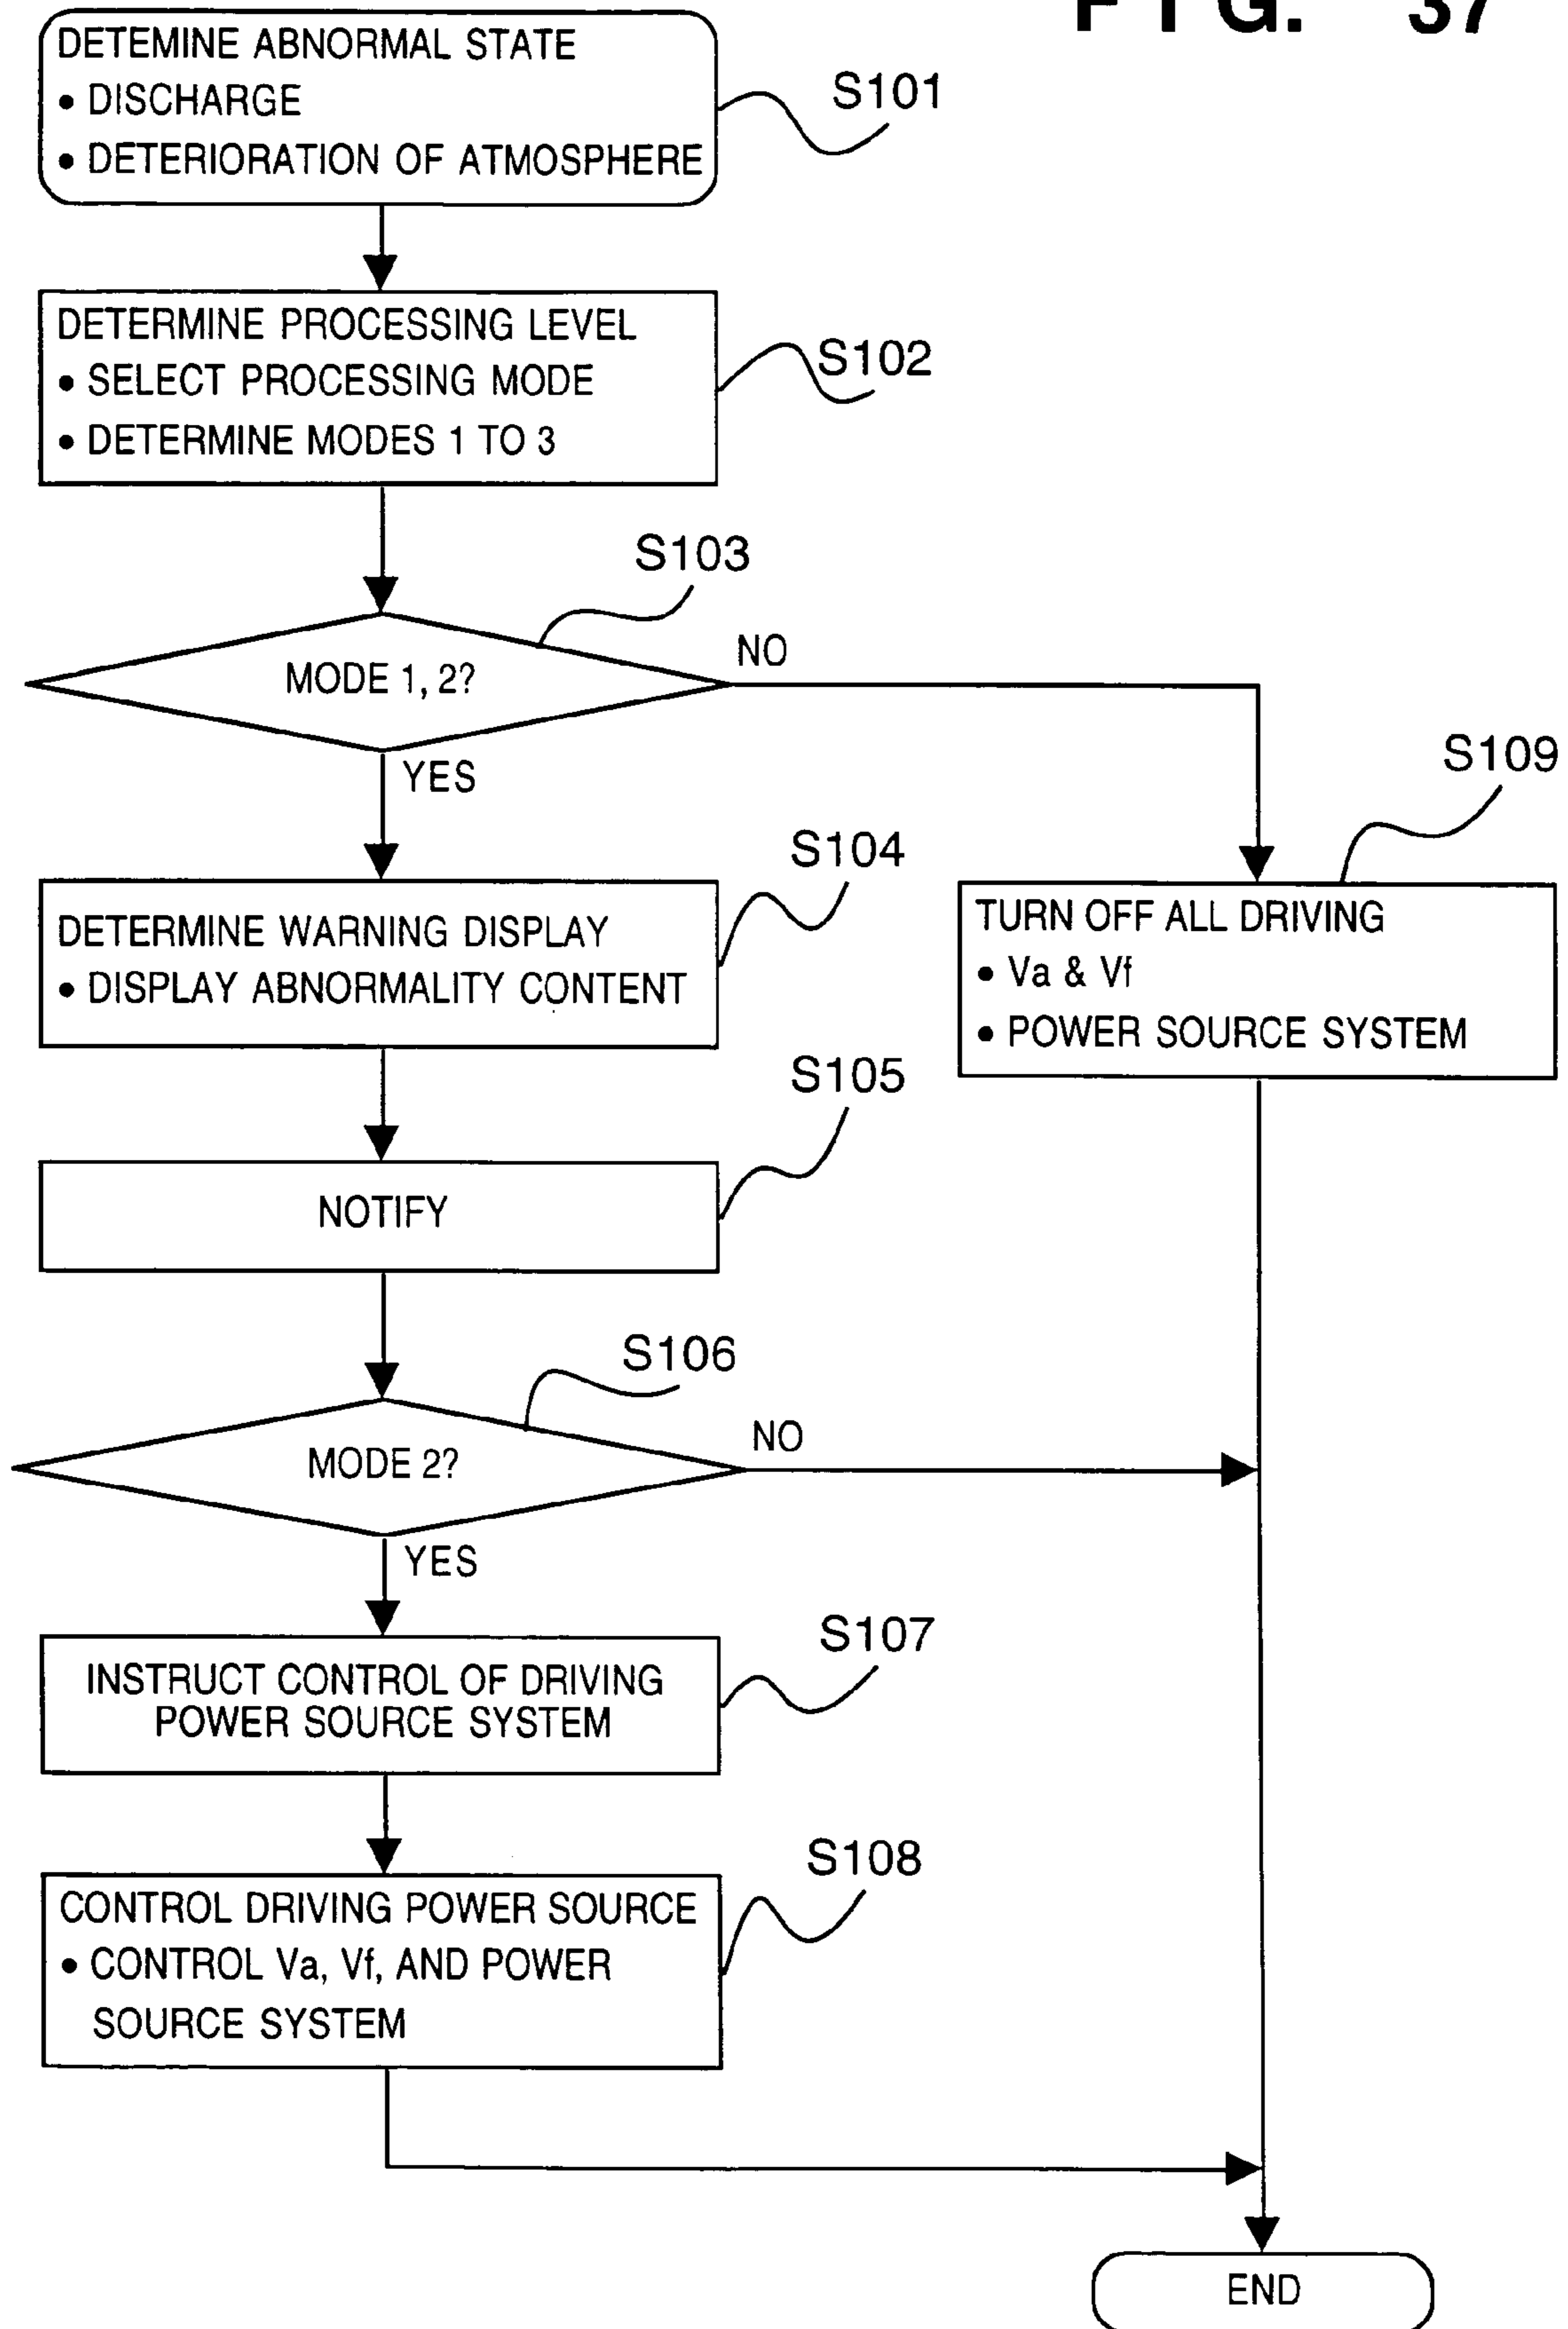 FIG. 37
DETEMINE ABNORMAL STATE
• DISCHARGE
• DETERIORATION OF ATMOSPHERE
S101
DETERMINE PROCESSING LEVEL
• SELECT PROCESSING MODE
• DETERMINE MODES 1 TO 3
S102
S103
MODE 1, 2?
NO
YES
S104
DETERMINE WARNING DISPLAY
• DISPLAY ABNORMALITY CONTENT
S109
TURN OFF ALL DRIVING
• Va & Vf
• POWER SOURCE SYSTEM
S105
NOTIFY
S106
MODE 2?
NO
YES
S107
INSTRUCT CONTROL OF DRIVING
POWER SOURCE SYSTEM
S108
CONTROL DRIVING POWER SOURCE
• CONTROL Va, Vf, AND POWER
SOURCE SYSTEM
END